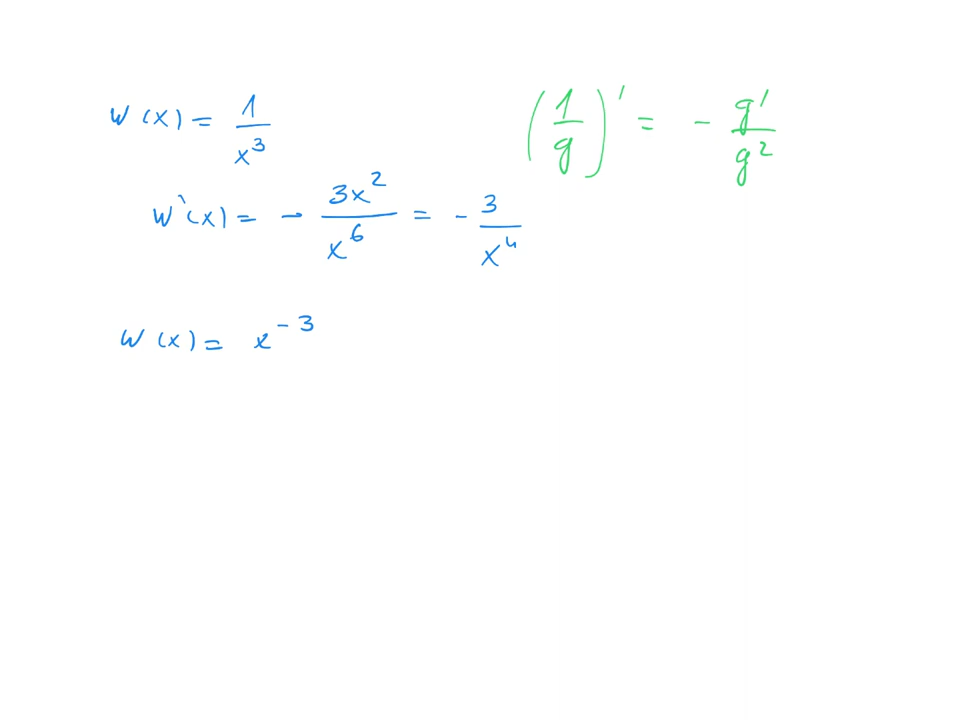 w(x) = 1/x³
(1/g)' = - g'/g²
w'(x) = - 3x²/x⁶ = - 3/x⁴
w(x) = x⁻³